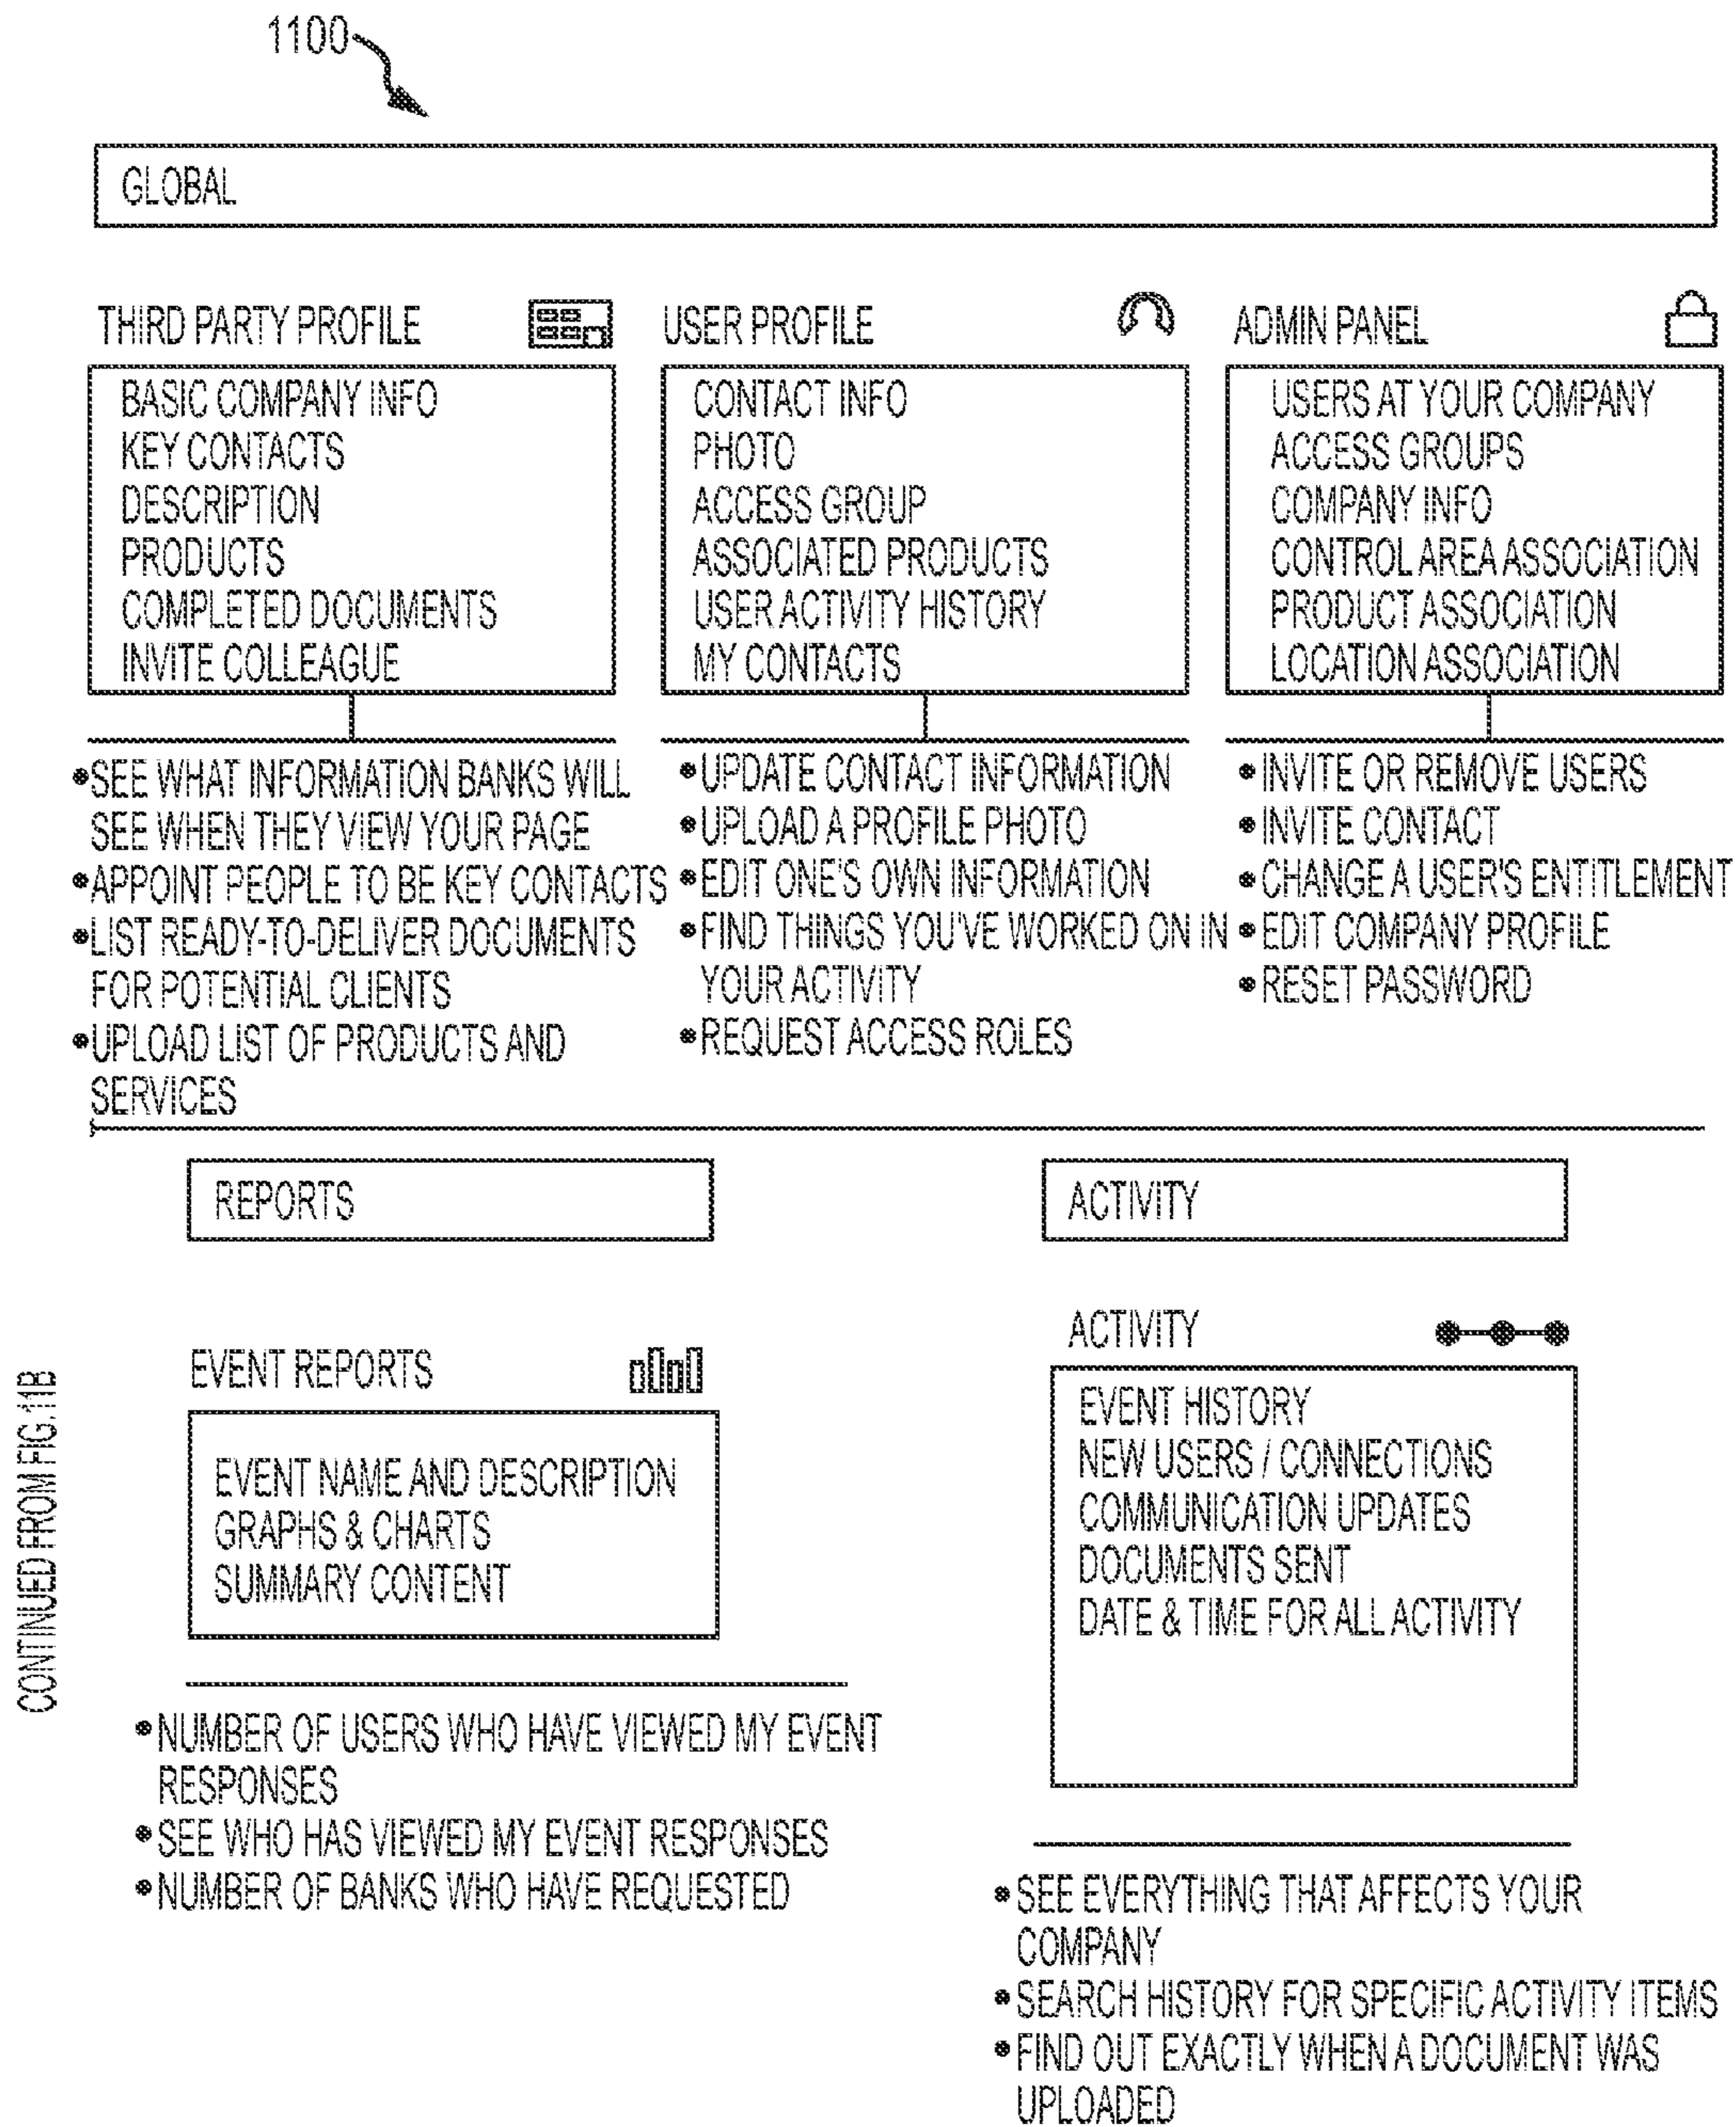 1100
GLOBAL
THIRD PARTY PROFILE
BASIC COMPANY INFO
KEY CONTACTS
DESCRIPTION
PRODUCTS
COMPLETED DOCUMENTS
INVITE COLLEAGUE
•SEE WHAT INFORMATION BANKS WILL
SEE WHEN THEY VIEW YOUR PAGE
•APPOINT PEOPLE TO BE KEY CONTACTS
•LIST READY-TO-DELIVER DOCUMENTS
FOR POTENTIAL CLIENTS
•UPLOAD LIST OF PRODUCTS AND
SERVICES
USER PROFILE
CONTACT INFO
PHOTO
ACCESS GROUP
ASSOCIATED PRODUCTS
USER ACTIVITY HISTORY
MY CONTACTS
•UPDATE CONTACT INFORMATION
•UPLOAD A PROFILE PHOTO
•EDIT ONE'S OWN INFORMATION
•FIND THINGS YOU'VE WORKED ON IN
YOUR ACTIVITY
•REQUEST ACCESS ROLES
ADMIN PANEL
USERS AT YOUR COMPANY
ACCESS GROUPS
COMPANY INFO
CONTROL AREA ASSOCIATION
PRODUCT ASSOCIATION
LOCATION ASSOCIATION
•INVITE OR REMOVE USERS
•INVITE CONTACT
•CHANGE A USER'S ENTITLEMENT
•EDIT COMPANY PROFILE
•RESET PASSWORD
CONTINUED FROM FIG.11B
REPORTS
EVENT REPORTS
EVENT NAME AND DESCRIPTION
GRAPHS & CHARTS
SUMMARY CONTENT
•NUMBER OF USERS WHO HAVE VIEWED MY EVENT
RESPONSES
•SEE WHO HAS VIEWED MY EVENT RESPONSES
•NUMBER OF BANKS WHO HAVE REQUESTED
ACTIVITY
ACTIVITY
EVENT HISTORY
NEW USERS / CONNECTIONS
COMMUNICATION UPDATES
DOCUMENTS SENT
DATE & TIME FOR ALL ACTIVITY
•SEE EVERYTHING THAT AFFECTS YOUR
COMPANY
•SEARCH HISTORY FOR SPECIFIC ACTIVITY ITEMS
•FIND OUT EXACTLY WHEN A DOCUMENT WAS
UPLOADED